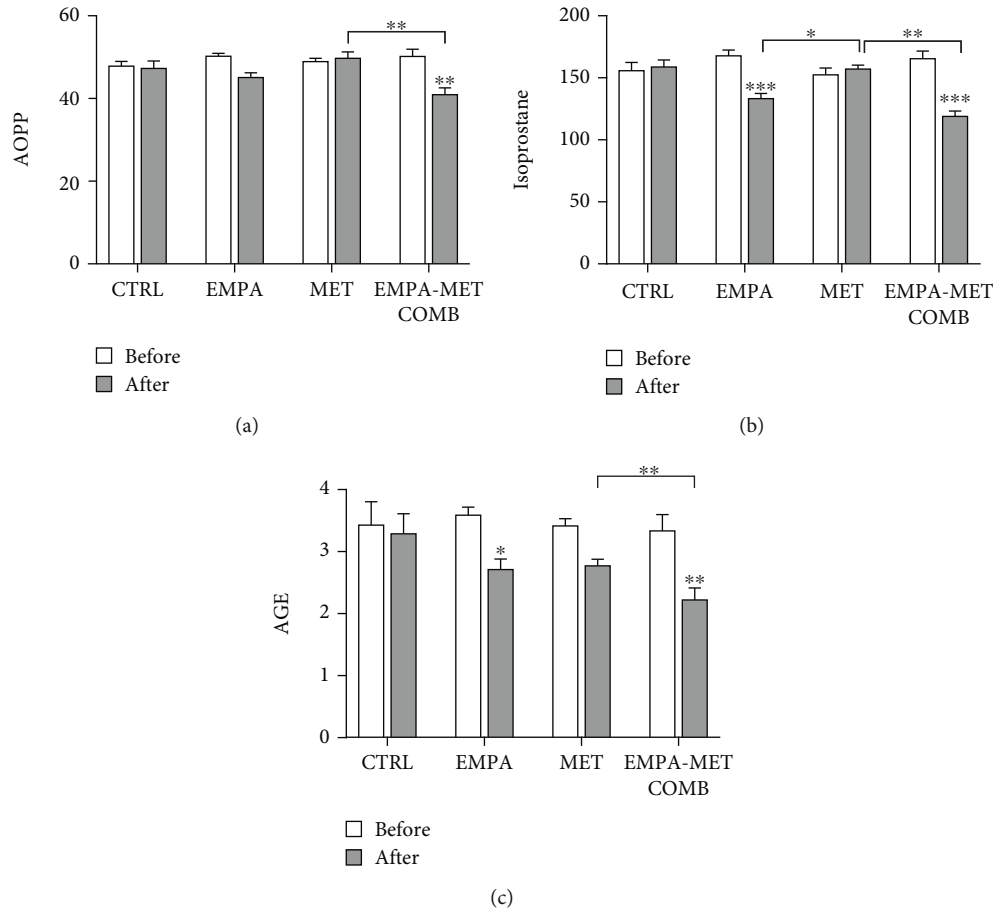 60
**
**
40
AOPP
20
0
CTRL EMPA MET EMPA-MET
COMB
Before
After
(a)
200
* **
150
*** ***
Isoprostane
100
50
0
CTRL EMPA MET EMPA-MET
COMB
Before
After
(b)
**
4
*
3
**
AGE
2
1
0
CTRL EMPA MET EMPA-MET
COMB
Before
After
(c)